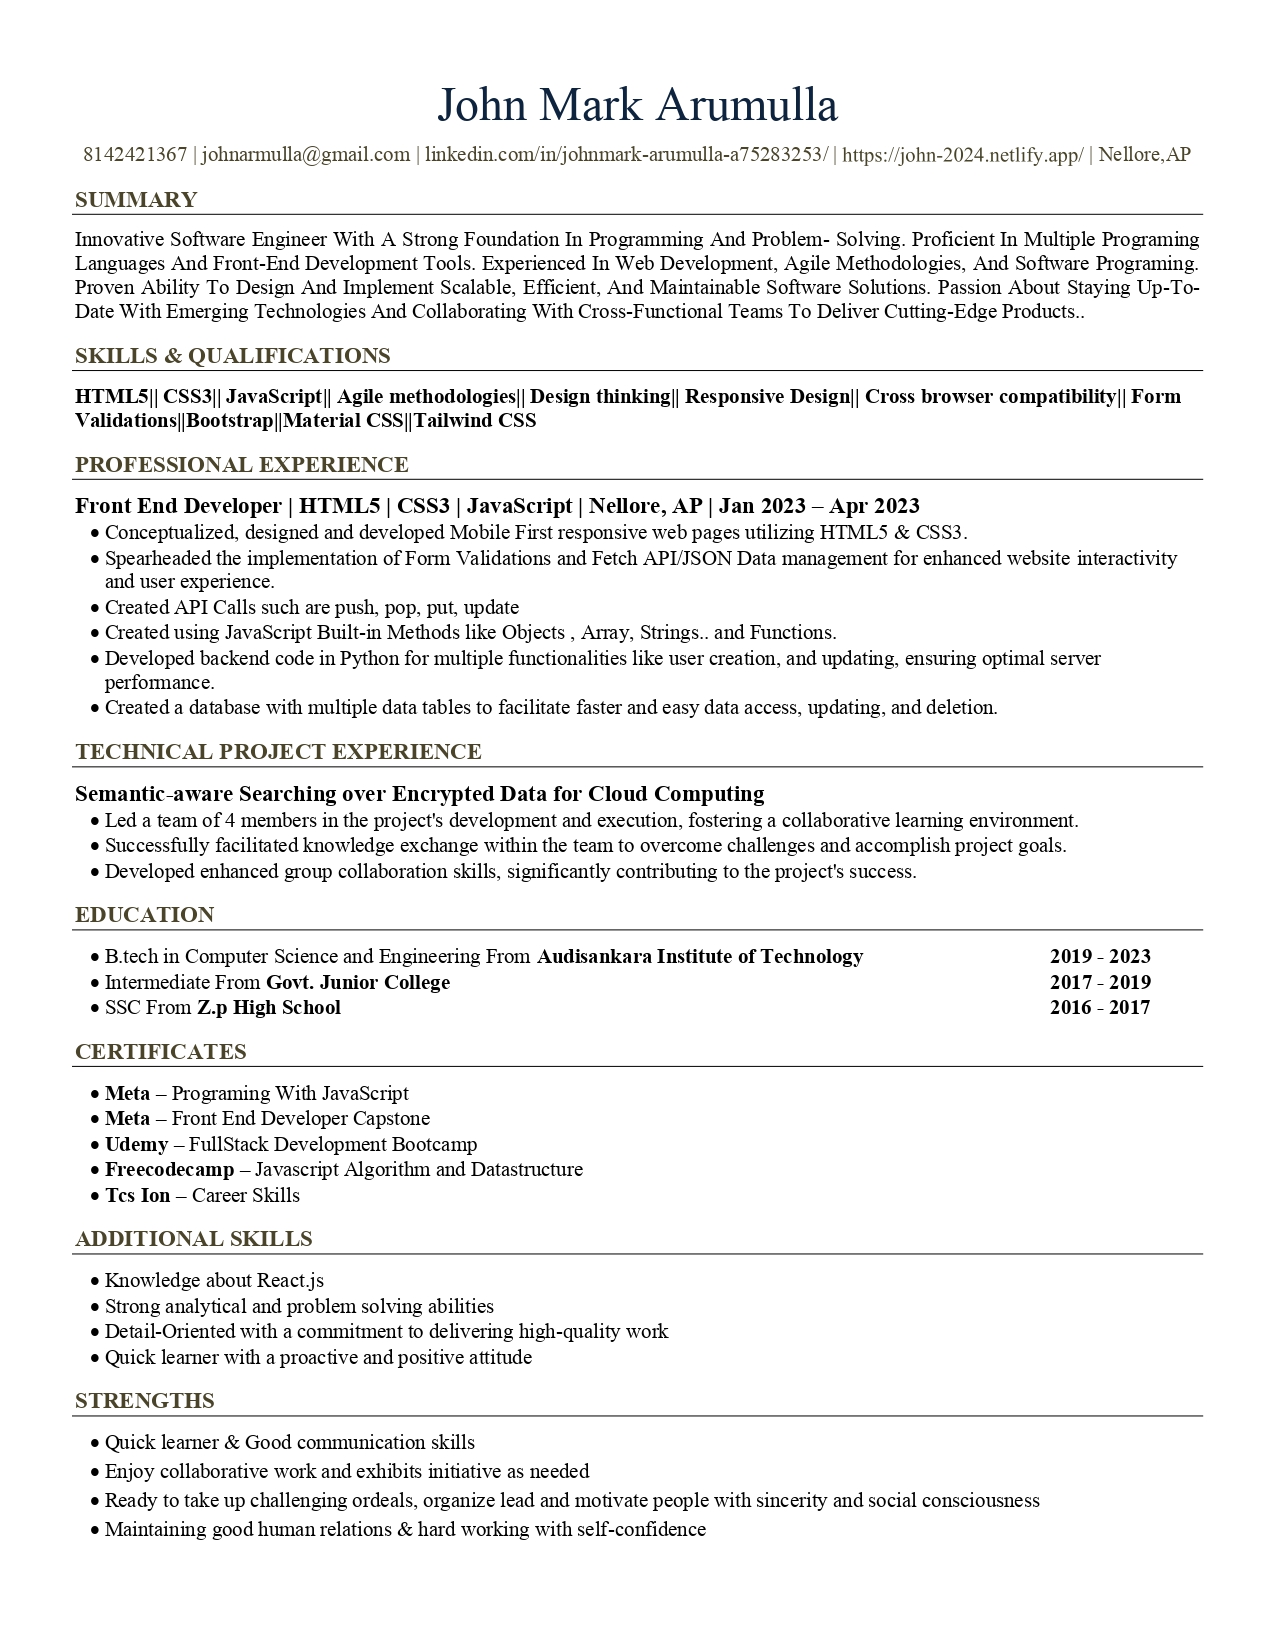 John Mark Arumulla
8142421367 | johnarmulla@gmail.com | linkedin.com/in/johnmark-arumulla-a75283253/ | https://john-2024.netlify.app/ | Nellore,AP
SUMMARY
Innovative Software Engineer With A Strong Foundation In Programming And Problem- Solving. Proficient In Multiple Programing
Languages And Front-End Development Tools. Experienced In Web Development, Agile Methodologies, And Software Programing.
Proven Ability To Design And Implement Scalable, Efficient, And Maintainable Software Solutions. Passion About Staying Up-To-
Date With Emerging Technologies And Collaborating With Cross-Functional Teams To Deliver Cutting-Edge Products..
SKILLS & QUALIFICATIONS
HTML5|| CSS3|| JavaScript|| Agile methodologies|| Design thinking|| Responsive Design|| Cross browser compatibility|| Form
Validations||Bootstrap||Material CSS||Tailwind CSS
PROFESSIONAL EXPERIENCE
Front End Developer | HTML5 | CSS3 | JavaScript | Nellore, AP | Jan 2023 – Apr 2023
• Conceptualized, designed and developed Mobile First responsive web pages utilizing HTML5 & CSS3.
• Spearheaded the implementation of Form Validations and Fetch API/JSON Data management for enhanced website interactivity
and user experience.
• Created API Calls such are push, pop, put, update
• Created using JavaScript Built-in Methods like Objects , Array, Strings.. and Functions.
• Developed backend code in Python for multiple functionalities like user creation, and updating, ensuring optimal server
performance.
• Created a database with multiple data tables to facilitate faster and easy data access, updating, and deletion.
TECHNICAL PROJECT EXPERIENCE
Semantic-aware Searching over Encrypted Data for Cloud Computing
• Led a team of 4 members in the project's development and execution, fostering a collaborative learning environment.
• Successfully facilitated knowledge exchange within the team to overcome challenges and accomplish project goals.
• Developed enhanced group collaboration skills, significantly contributing to the project's success.
EDUCATION
• B.tech in Computer Science and Engineering From Audisankara Institute of Technology 2019 - 2023
• Intermediate From Govt. Junior College 2017 - 2019
• SSC From Z.p High School 2016 - 2017
CERTIFICATES
• Meta – Programing With JavaScript
• Meta – Front End Developer Capstone
• Udemy – FullStack Development Bootcamp
• Freecodecamp – Javascript Algorithm and Datastructure
• Tcs Ion – Career Skills
ADDITIONAL SKILLS
• Knowledge about React.js
• Strong analytical and problem solving abilities
• Detail-Oriented with a commitment to delivering high-quality work
• Quick learner with a proactive and positive attitude
STRENGTHS
• Quick learner & Good communication skills
• Enjoy collaborative work and exhibits initiative as needed
• Ready to take up challenging ordeals, organize lead and motivate people with sincerity and social consciousness
• Maintaining good human relations & hard working with self-confidence